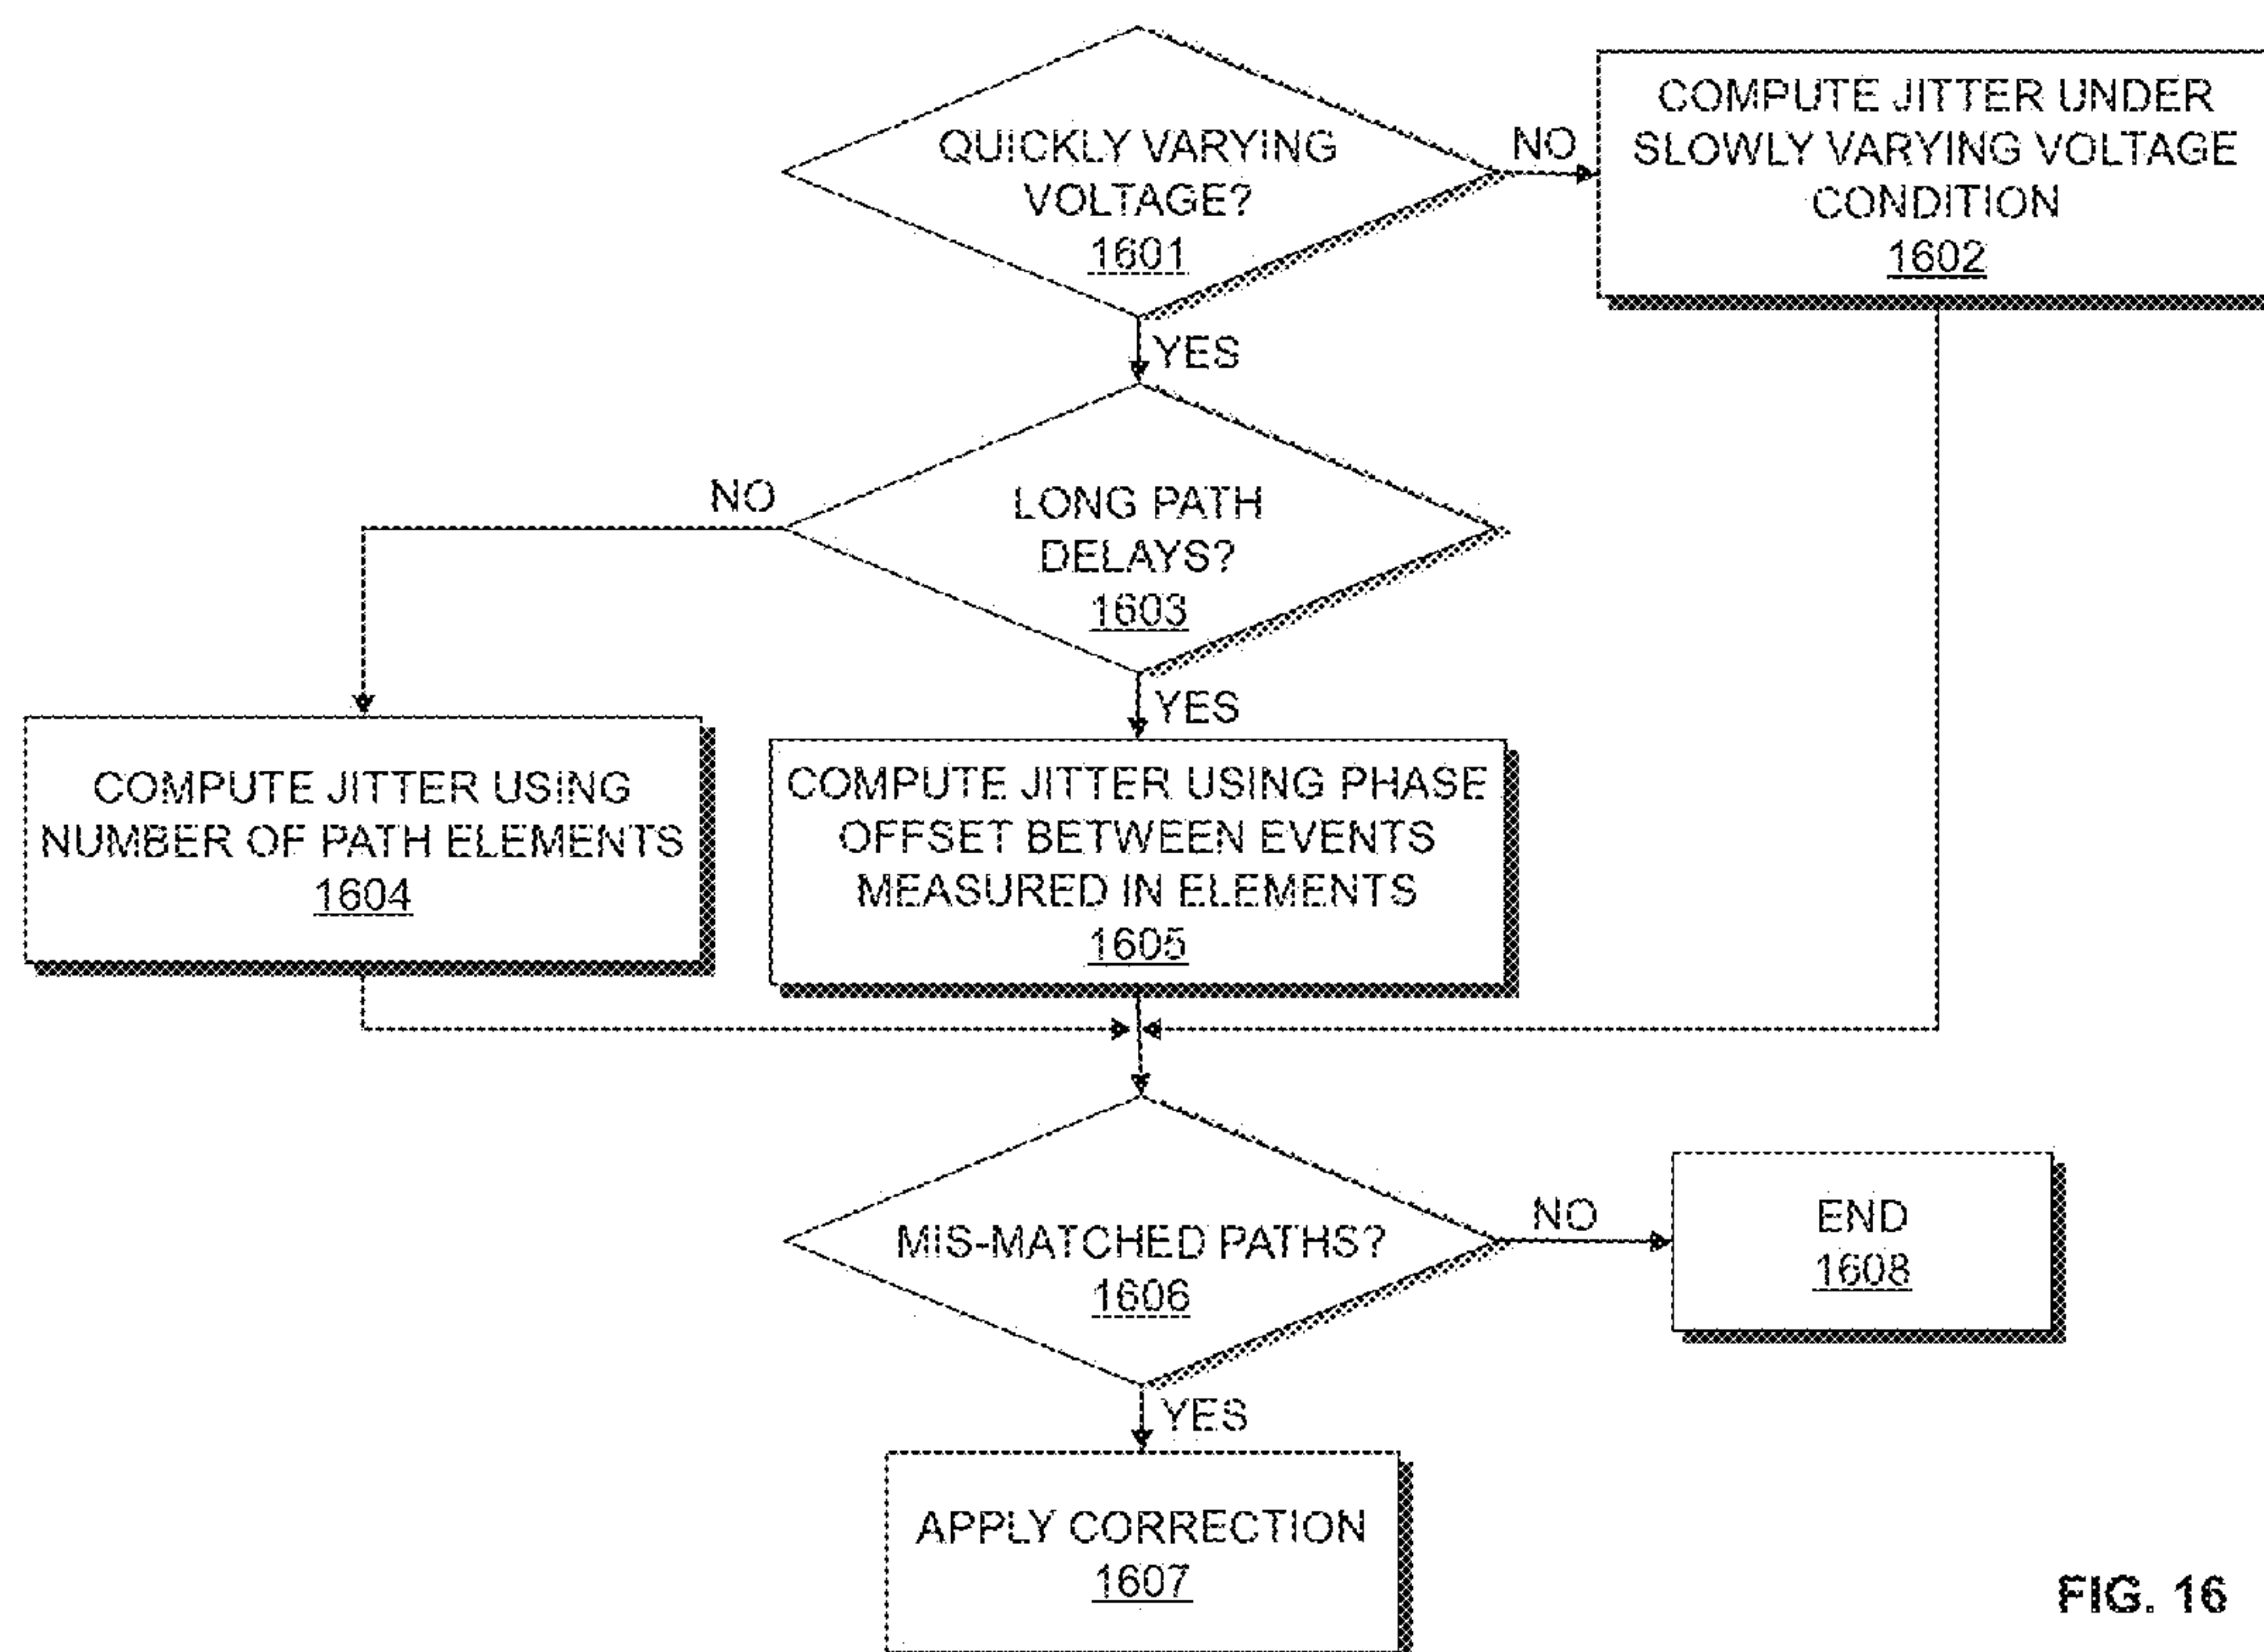 QUICKLY VARYING
VOLTAGE?
1601
NO
COMPUTE JITTER UNDER
SLOWLY VARYING VOLTAGE
CONDITION
1602
YES
LONG PATH
DELAYS?
1603
NO
YES
COMPUTE JITTER USING
NUMBER OF PATH ELEMENTS
1604
COMPUTE JITTER USING PHASE
OFFSET BETWEEN EVENTS
MEASURED IN ELEMENTS
1605
MIS-MATCHED PATHS?
1606
NO
END
1608
YES
APPLY CORRECTION
1607
FIG. 16